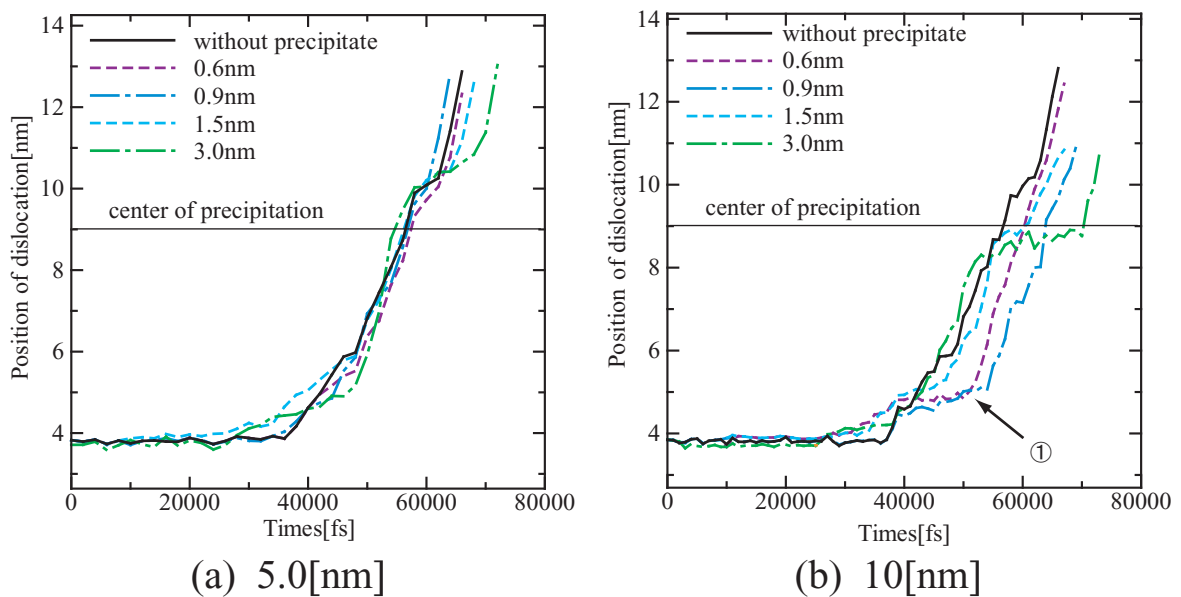 14
12
10
8
6
4
Position of dislocation[nm]
without precipitate
0.6nm
0.9nm
1.5nm
3.0nm
center of precipitation
0
20000
40000
60000
80000
Times[fs]
(a) 5.0[nm]
14
12
10
8
6
4
Position of dislocation[nm]
without precipitate
0.6nm
0.9nm
1.5nm
3.0nm
center of precipitation
①
0
20000
40000
60000
80000
Times[fs]
(b) 10[nm]